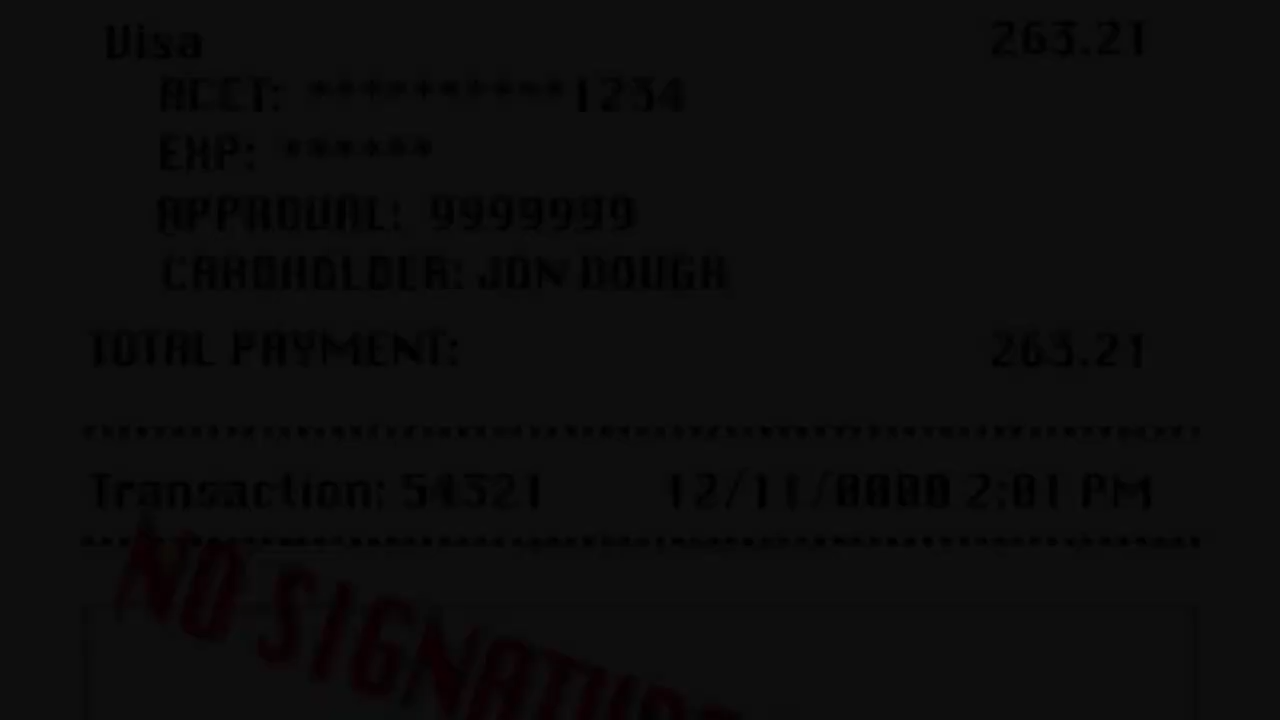 Visa 263.21
ACCT: ***********1234
EXP: ******
APPROVAL: 9999999
CARDHOLDER: JON DOUGH
TOTAL PAYMENT: 263.21
Transaction: 54321 12/11/0000 2:01 PM
NO SIGNATURE